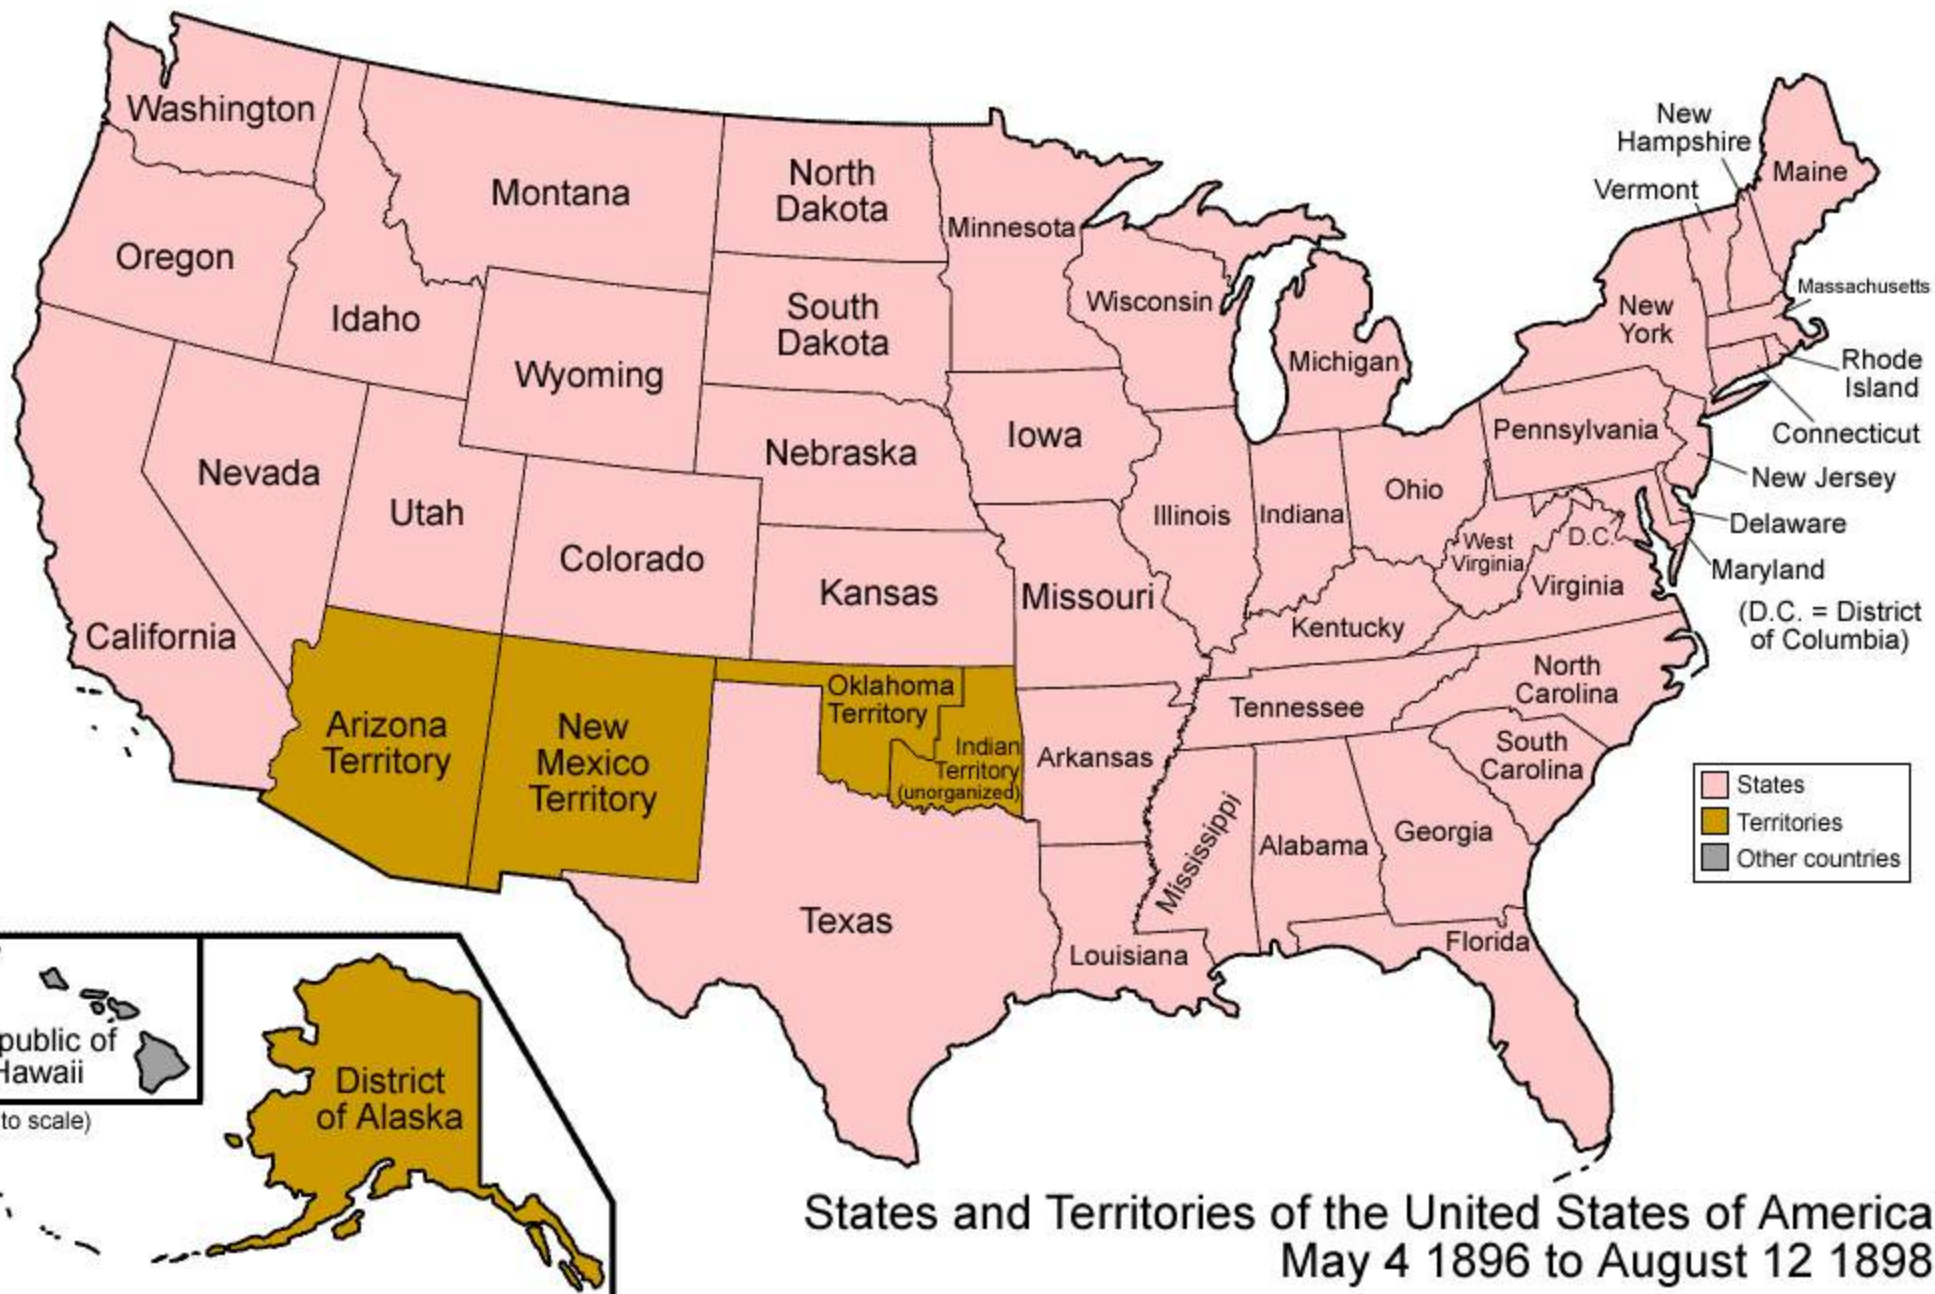 Washington
Oregon
California
Nevada
Idaho
Montana
Wyoming
Utah
Colorado
Arizona
Territory
New
Mexico
Territory
North
Dakota
South
Dakota
Nebraska
Kansas
Oklahoma
Territory
Indian
Territory
(unorganized)
Texas
Minnesota
Iowa
Missouri
Arkansas
Louisiana
Wisconsin
Illinois
Michigan
Indiana
Ohio
Kentucky
Tennessee
Mississippi
Alabama
Georgia
Florida
South
Carolina
North
Carolina
Virginia
West
Virginia
D.C.
Pennsylvania
New
York
Vermont
New
Hampshire
Maine
Massachusetts
Rhode
Island
Connecticut
New Jersey
Delaware
Maryland
(D.C. = District
of Columbia)
States
Territories
Other countries
public of
Hawaii
to scale)
District
of Alaska
States and Territories of the United States of America
May 4 1896 to August 12 1898